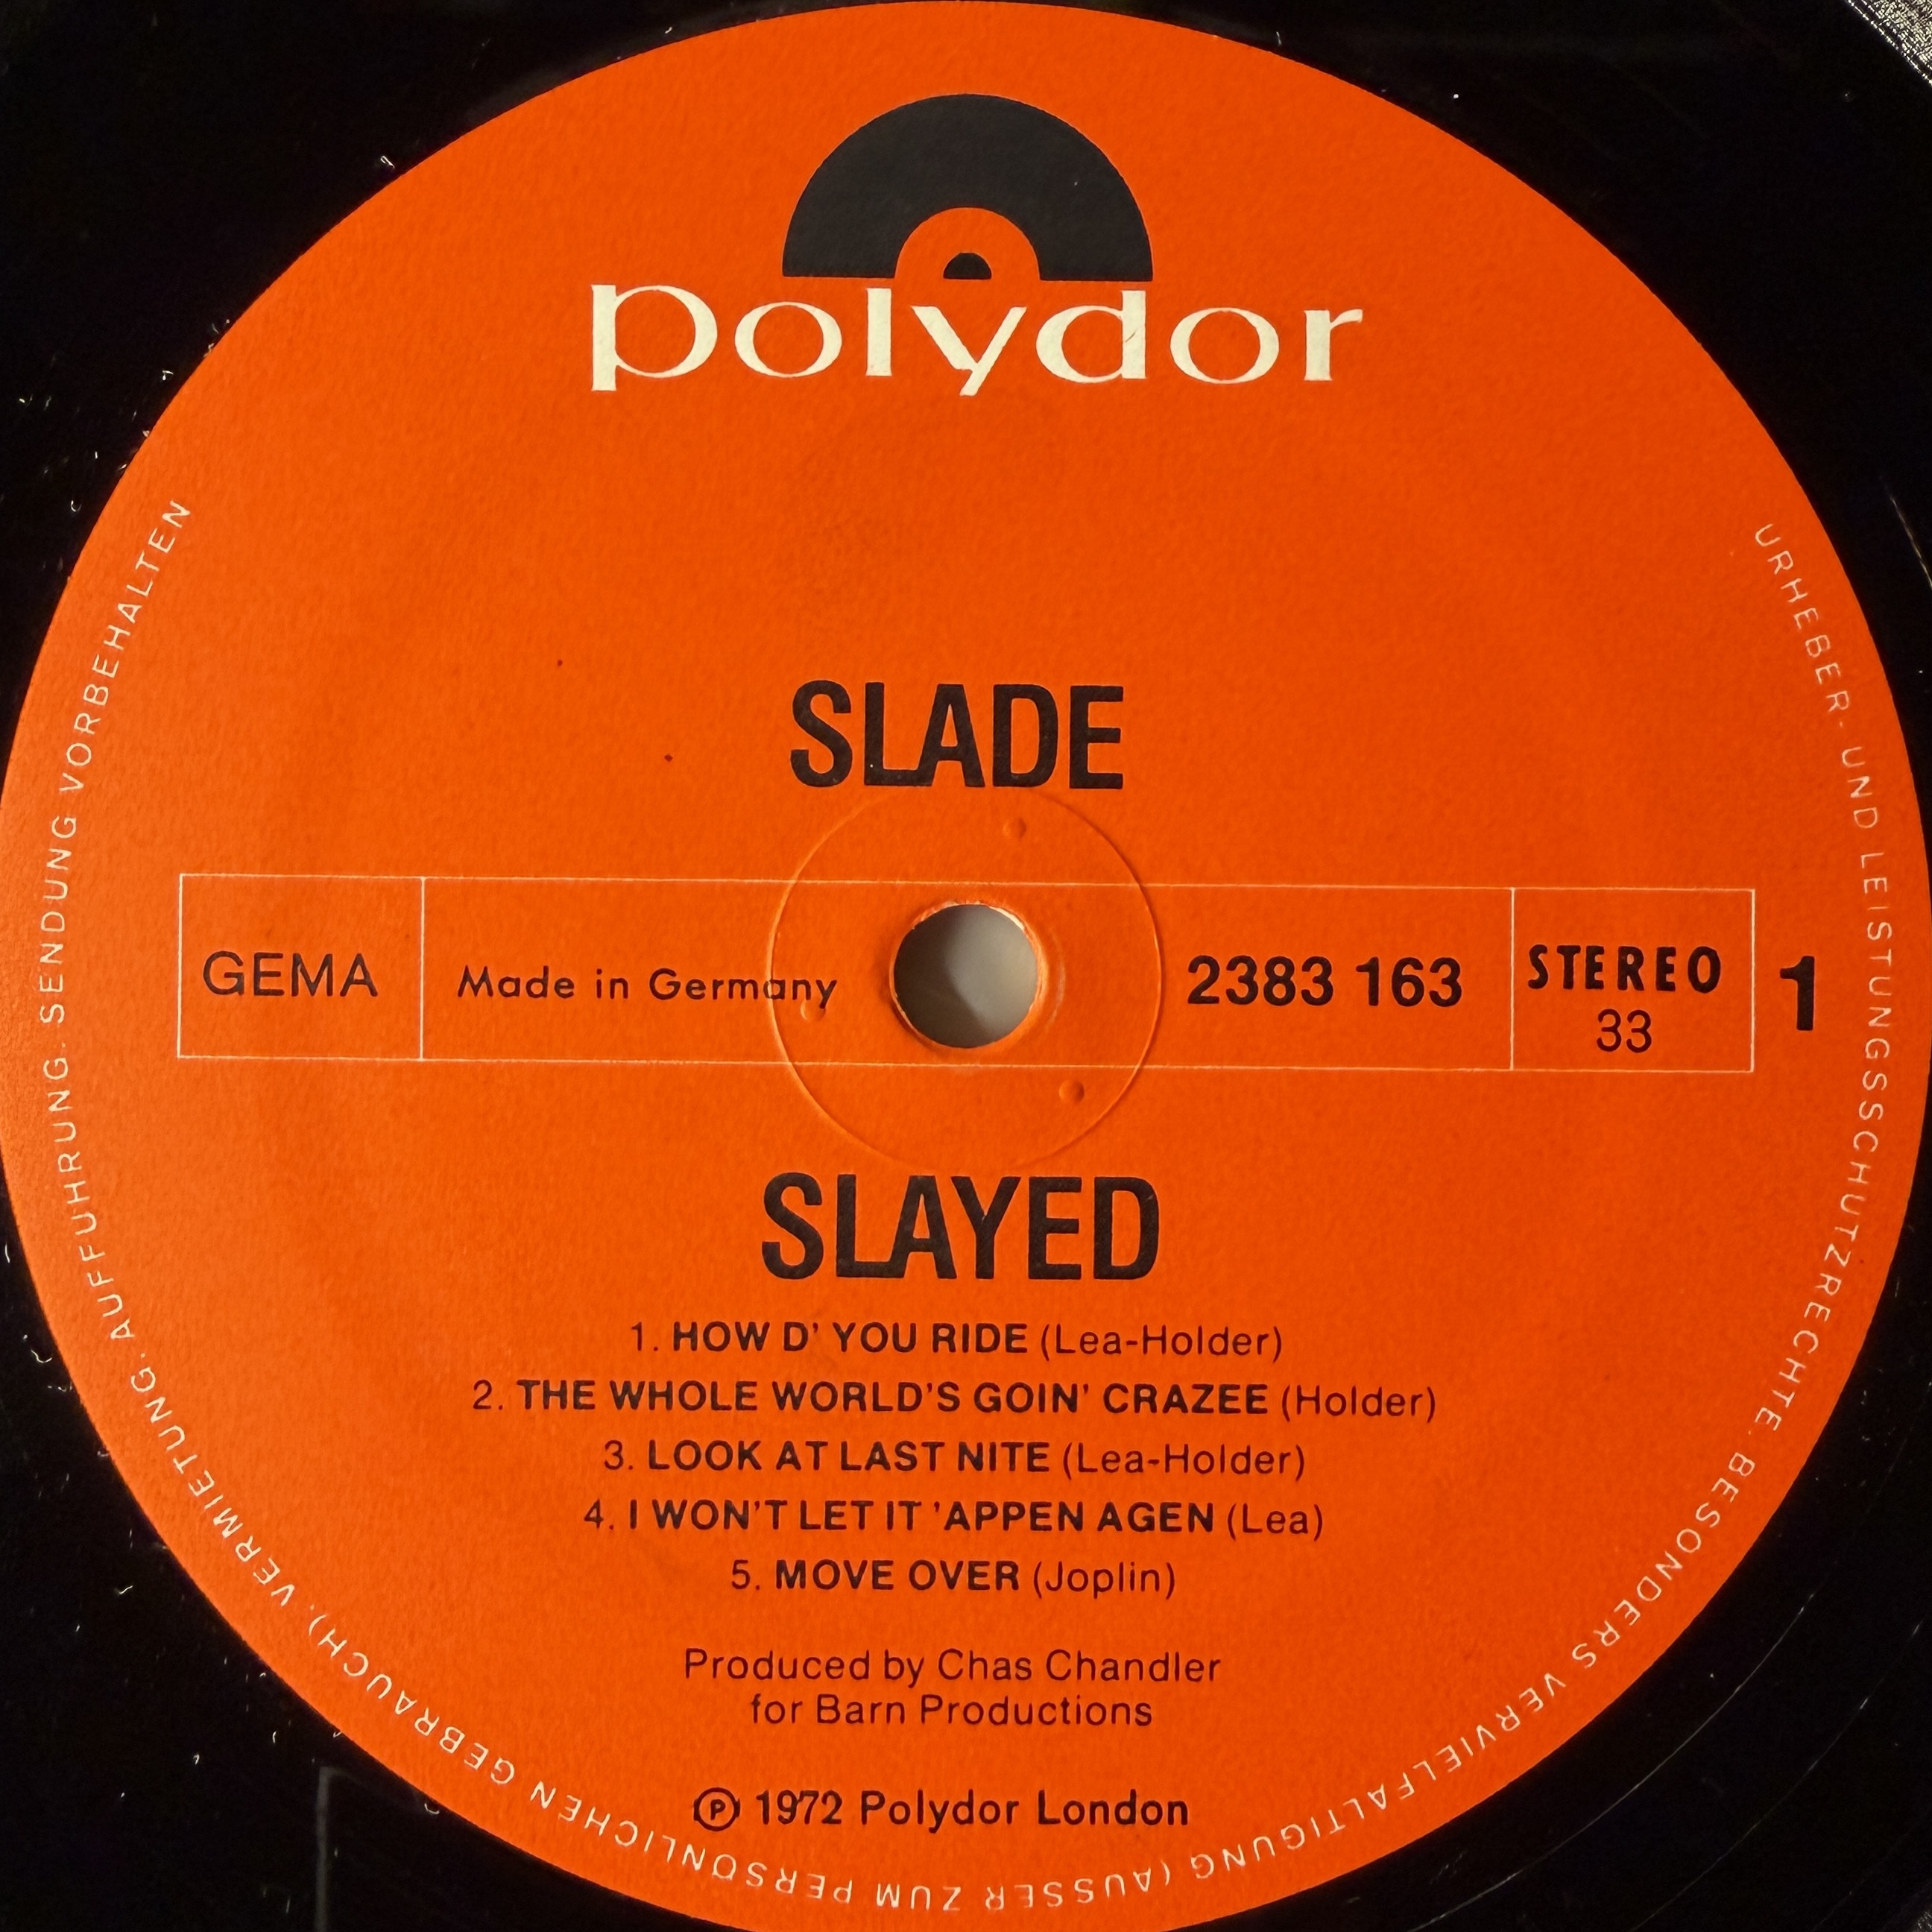 polydor
SLADE
GEMA
Made in Germany
2383 163
STEREO
33
1
SLAYED
1. HOW D' YOU RIDE (Lea-Holder)
2. THE WHOLE WORLD'S GOIN' CRAZEE (Holder)
3. LOOK AT LAST NITE (Lea-Holder)
4. I WON'T LET IT 'APPEN AGEN (Lea)
5. MOVE OVER (Joplin)
Produced by Chas Chandler
for Barn Productions
Ⓟ 1972 Polydor London
URHEBER- UND LEISTUNGSSCHUTZRECHTE. BESONDERS VERVIELFÄLTIGUNG (AUSSER ZUM PERSÖNLICHEN GEBRAUCH), VERMIETUNG, AUFFÜHRUNG, SENDUNG VORBEHALTEN